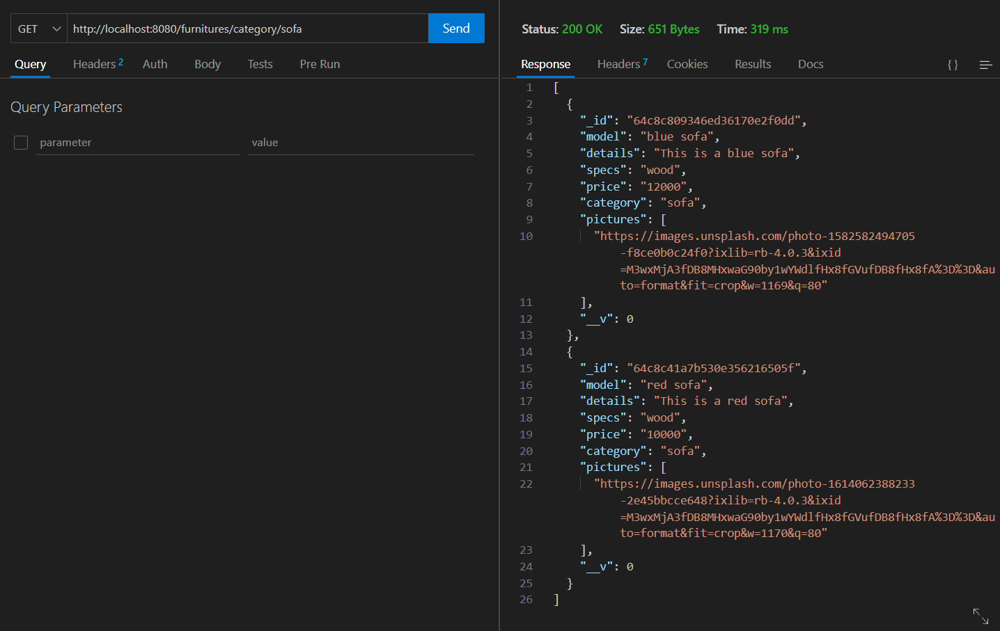 GET http://localhost:8080/furnitures/category/sofa Send
Query Headers 2 Auth Body Tests Pre Run
Query Parameters
parameter value
Status: 200 OK Size: 651 Bytes Time: 319 ms
Response Headers 7 Cookies Results Docs {}
1 [
2 {
3 "_id": "64c8c809346ed36170e2f0dd",
4 "model": "blue sofa",
5 "details": "This is a blue sofa",
6 "specs": "wood",
7 "price": "12000",
8 "category": "sofa",
9 "pictures": [
10 "https://images.unsplash.com/photo-1582582494705
-f8ce0b0c24f0?ixlib=rb-4.0.3&ixid
=M3wxMjA3fDB8MHxwaG90by1wYWdlfHx8fGVufDB8fHx8fA%3D%3D&au
to=format&fit=crop&w=1169&q=80"
11 ],
12 "__v": 0
13 },
14 {
15 "_id": "64c8c41a7b530e356216505f",
16 "model": "red sofa",
17 "details": "This is a red sofa",
18 "specs": "wood",
19 "price": "10000",
20 "category": "sofa",
21 "pictures": [
22 "https://images.unsplash.com/photo-1614062388233
-2e45bbcce648?ixlib=rb-4.0.3&ixid
=M3wxMjA3fDB8MHxwaG90by1wYWdlfHx8fGVufDB8fHx8fA%3D%3D&au
to=format&fit=crop&w=1170&q=80"
23 ],
24 "__v": 0
25 }
26 ]